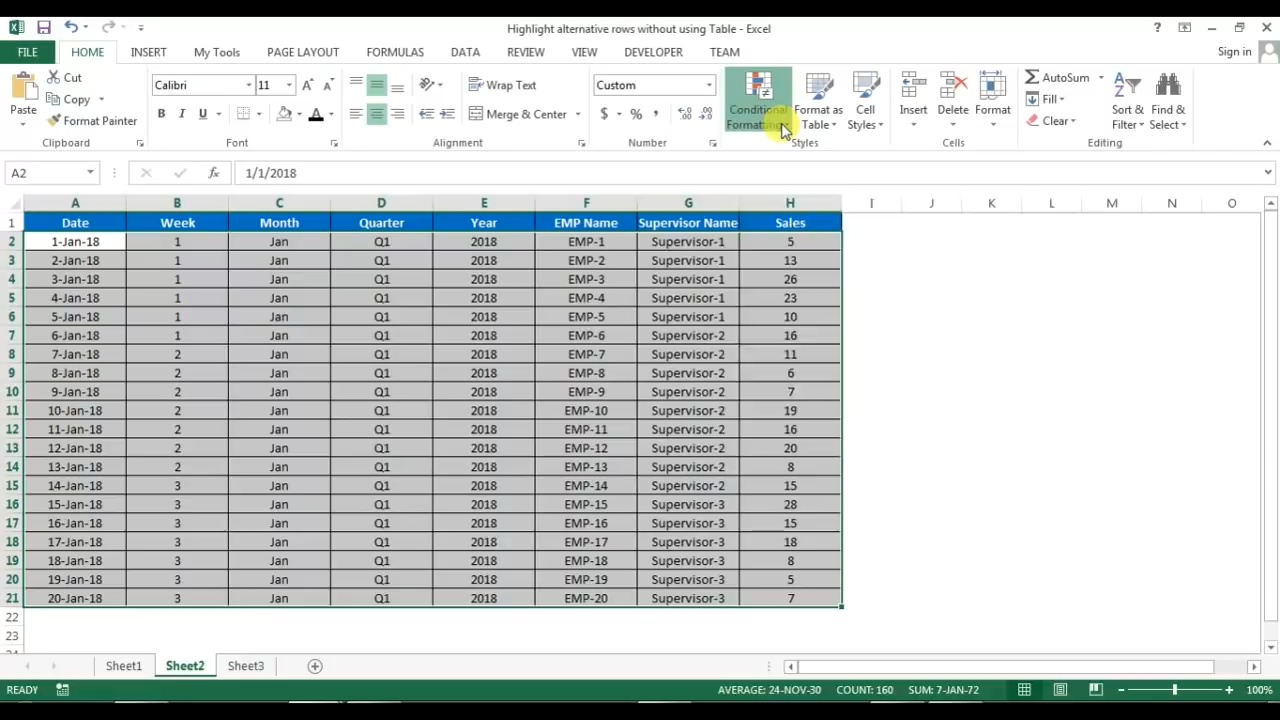 Highlight alternative rows without using Table - Excel
?
FILE HOME INSERT My Tools PAGE LAYOUT FORMULAS DATA REVIEW VIEW DEVELOPER TEAM Sign in
Paste Cut Copy Format Painter Clipboard
Calibri 11 A A B I U A Font
Wrap Text Merge & Center Alignment
Custom $ % , Number
Conditional Formatting Format as Table Cell Styles Styles
Insert Delete Format Cells
AutoSum Fill Clear Sort & Filter Find & Select Editing
A2 fx 1/1/2018
A B C D E F G H I J K L M N O
1 Date Week Month Quarter Year EMP Name Supervisor Name Sales
2 1-Jan-18 1 Jan Q1 2018 EMP-1 Supervisor-1 5
3 2-Jan-18 1 Jan Q1 2018 EMP-2 Supervisor-1 13
4 3-Jan-18 1 Jan Q1 2018 EMP-3 Supervisor-1 26
5 4-Jan-18 1 Jan Q1 2018 EMP-4 Supervisor-1 23
6 5-Jan-18 1 Jan Q1 2018 EMP-5 Supervisor-1 10
7 6-Jan-18 1 Jan Q1 2018 EMP-6 Supervisor-2 16
8 7-Jan-18 2 Jan Q1 2018 EMP-7 Supervisor-2 11
9 8-Jan-18 2 Jan Q1 2018 EMP-8 Supervisor-2 6
10 9-Jan-18 2 Jan Q1 2018 EMP-9 Supervisor-2 7
11 10-Jan-18 2 Jan Q1 2018 EMP-10 Supervisor-2 19
12 11-Jan-18 2 Jan Q1 2018 EMP-11 Supervisor-2 16
13 12-Jan-18 2 Jan Q1 2018 EMP-12 Supervisor-2 20
14 13-Jan-18 2 Jan Q1 2018 EMP-13 Supervisor-2 8
15 14-Jan-18 3 Jan Q1 2018 EMP-14 Supervisor-2 15
16 15-Jan-18 3 Jan Q1 2018 EMP-15 Supervisor-3 28
17 16-Jan-18 3 Jan Q1 2018 EMP-16 Supervisor-3 15
18 17-Jan-18 3 Jan Q1 2018 EMP-17 Supervisor-3 18
19 18-Jan-18 3 Jan Q1 2018 EMP-18 Supervisor-3 8
20 19-Jan-18 3 Jan Q1 2018 EMP-19 Supervisor-3 5
21 20-Jan-18 3 Jan Q1 2018 EMP-20 Supervisor-3 7
22
23
Sheet1 Sheet2 Sheet3
READY AVERAGE: 24-NOV-30 COUNT: 160 SUM: 7-JAN-72 100%